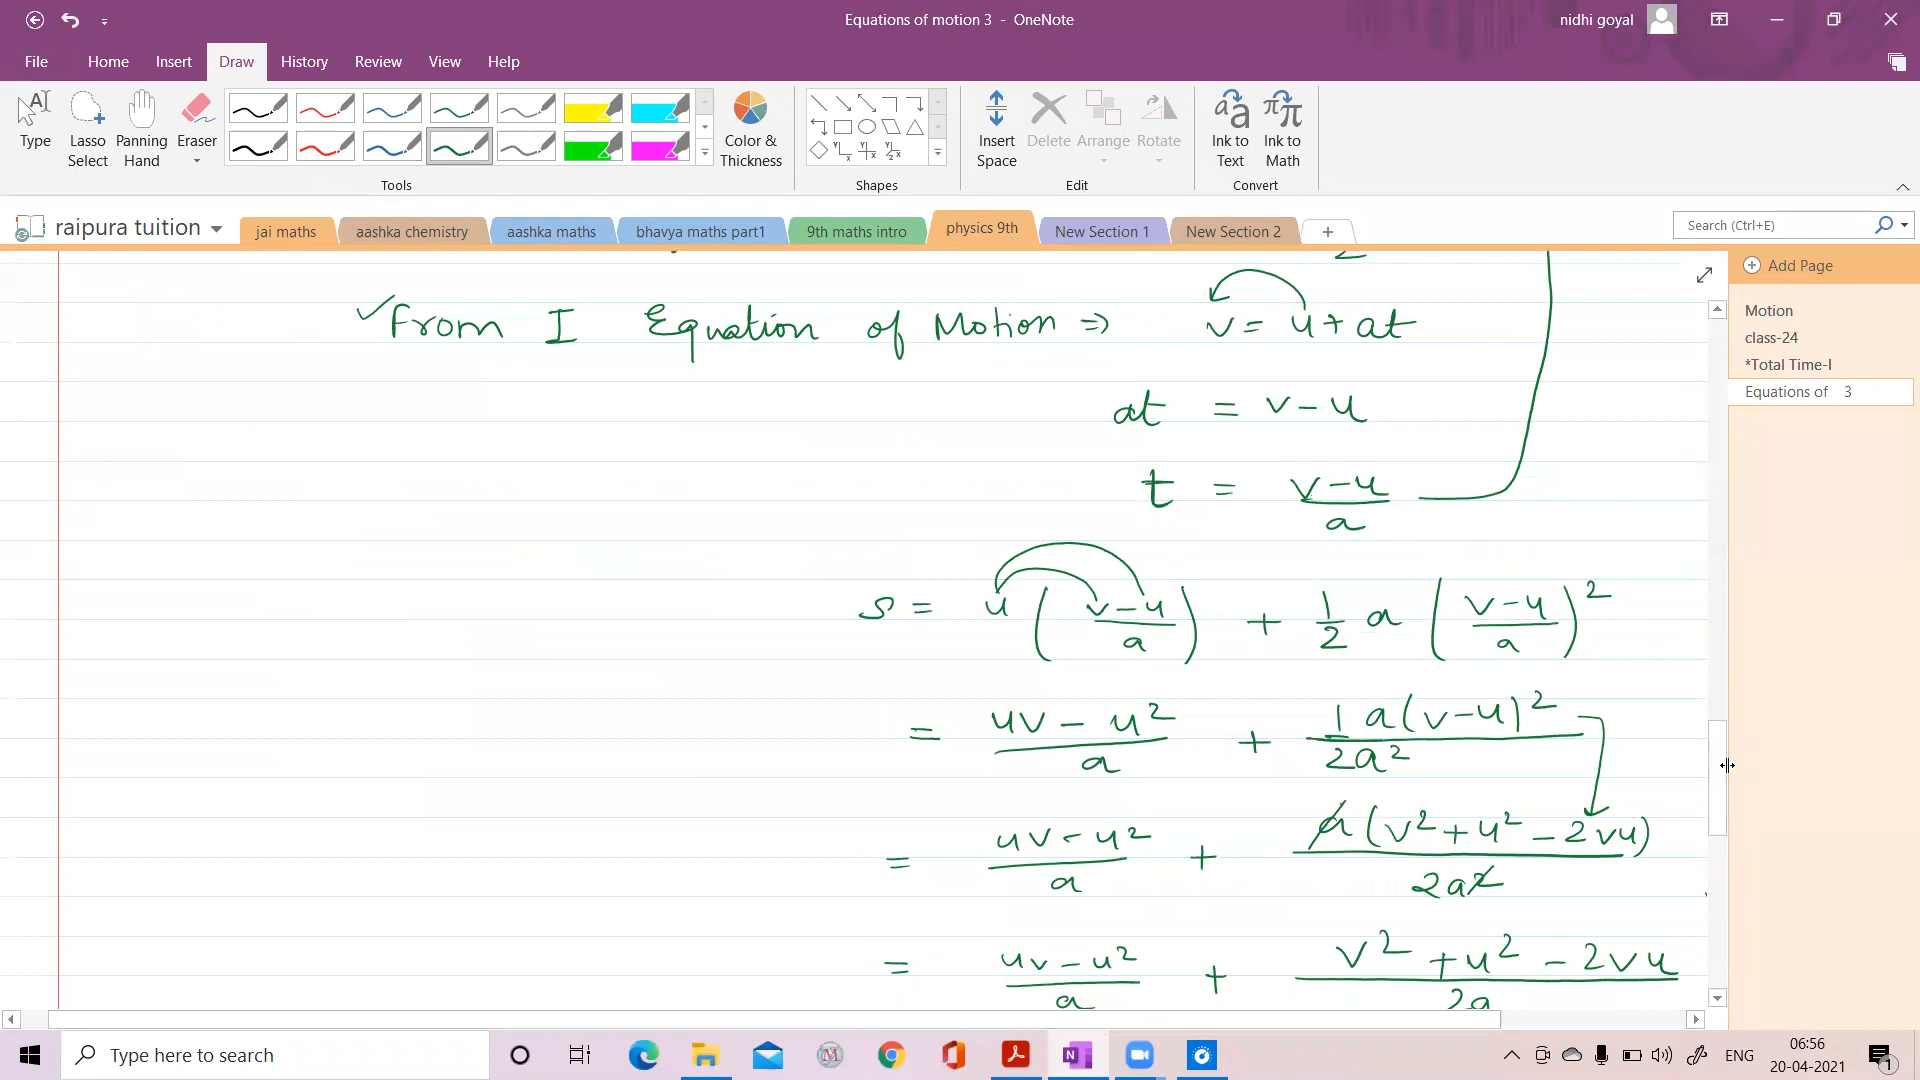 Equations of motion 3 - OneNote
nidhi goyal
File Home Insert Draw History Review View Help
Type
Lasso Select
Panning Hand
Eraser
Color & Thickness
Insert Space
Delete
Arrange
Rotate
Ink to Text
Ink to Math
Tools
Shapes
Edit
Convert
raipura tuition
jai maths
aashka chemistry
aashka maths
bhavya maths part1
9th maths intro
physics 9th
New Section 1
New Section 2
Search (Ctrl+E)
Add Page
Motion
class-24
*Total Time-I
Equations of 3
2
✓From I Equation of Motion ⇒ v = u + at
at = v - u
t = (v-u)/a
s = u ((v-u)/a) + 1/2 a ((v-u)/a)²
= (uv - u²)/a + 1a(v-u)²/2a²
= (uv - u²)/a + a(v² + u² - 2vu)/2a²
= (uv - u²)/a + (v² + u² - 2vu)/2a
Type here to search
ENG
06:56
20-04-2021
1